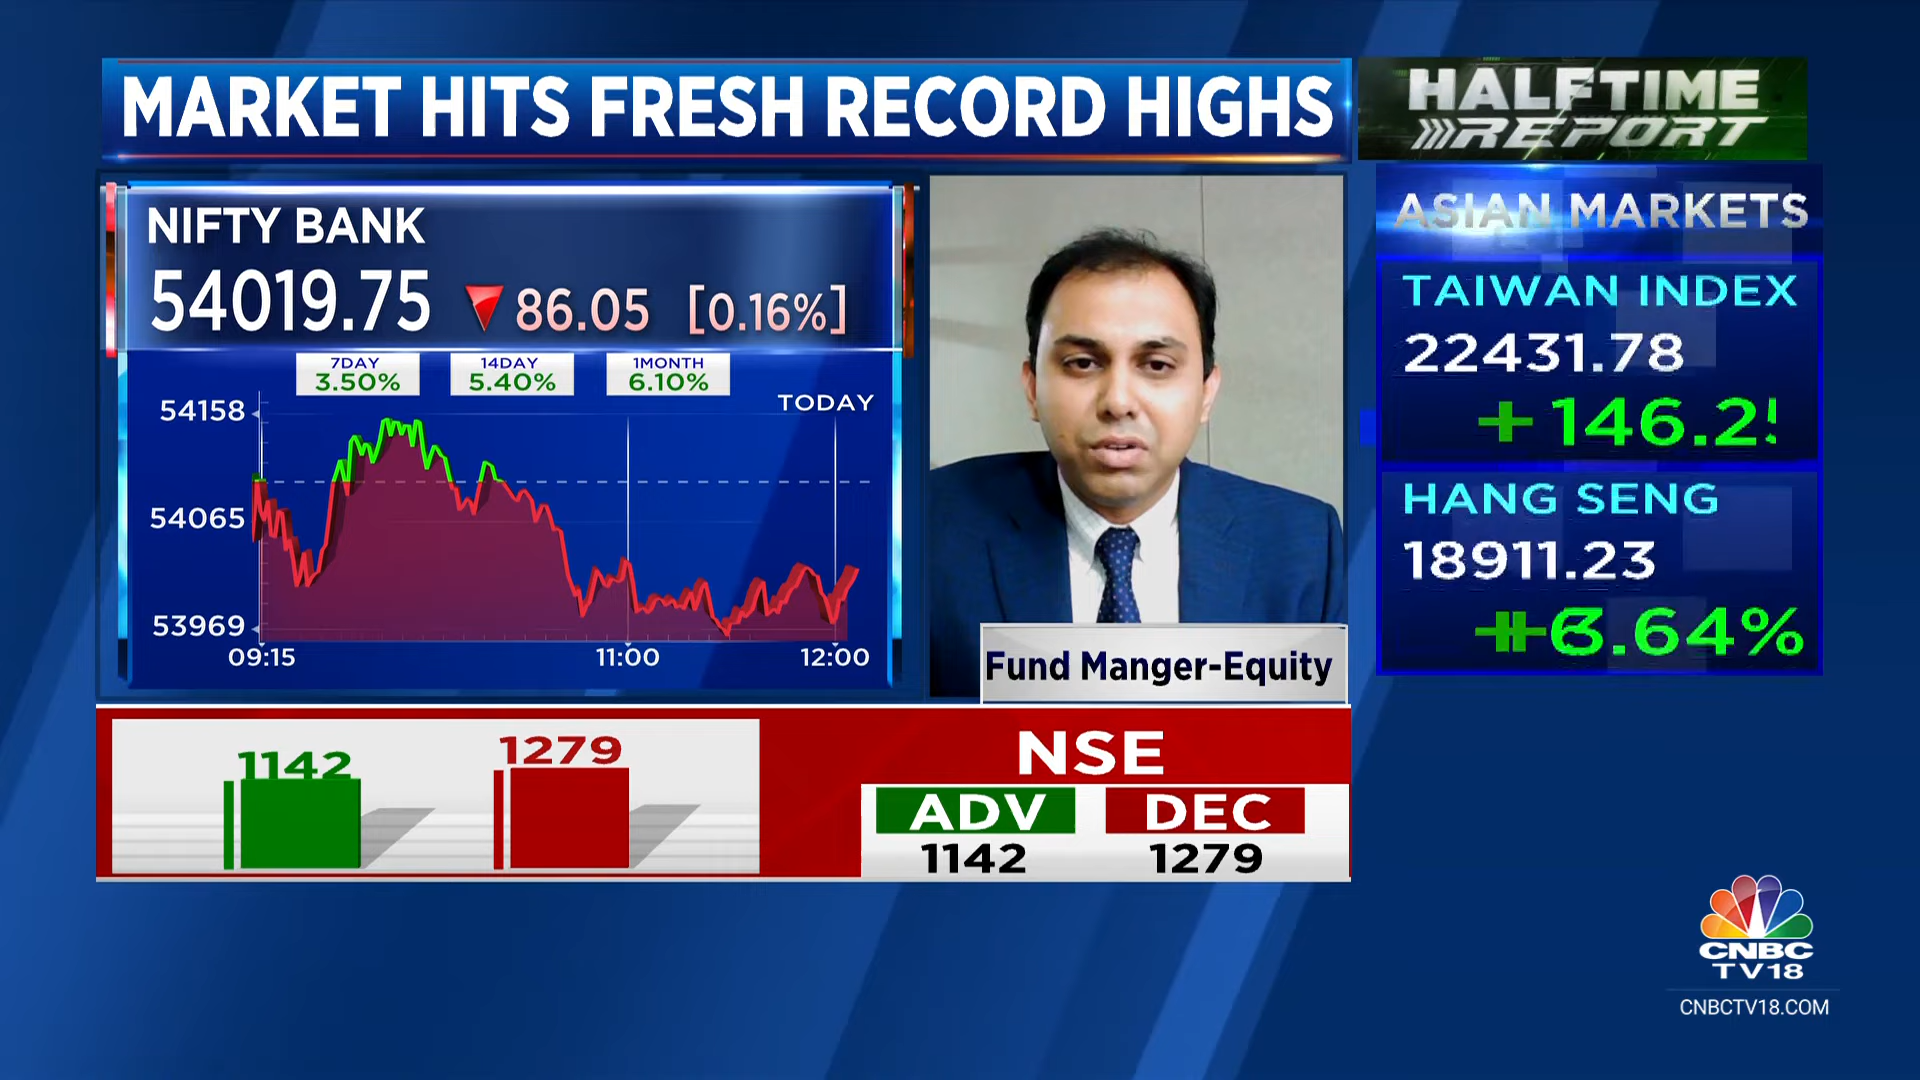 MARKET HITS FRESH RECORD HIGHS
HALFTIME
REPORT
NIFTY BANK
54019.75 ▼ 86.05 [0.16%]
7DAY
3.50%
14DAY
5.40%
1MONTH
6.10%
TODAY
54158
54065
53969
09:15 11:00 12:00
Fund Manger-Equity
ASIAN MARKETS
TAIWAN INDEX
22431.78
HANG SENG
18911.23
1142
1279
NSE
ADV DEC
1142 1279
CNBC
TV18
CNBCTV18.COM